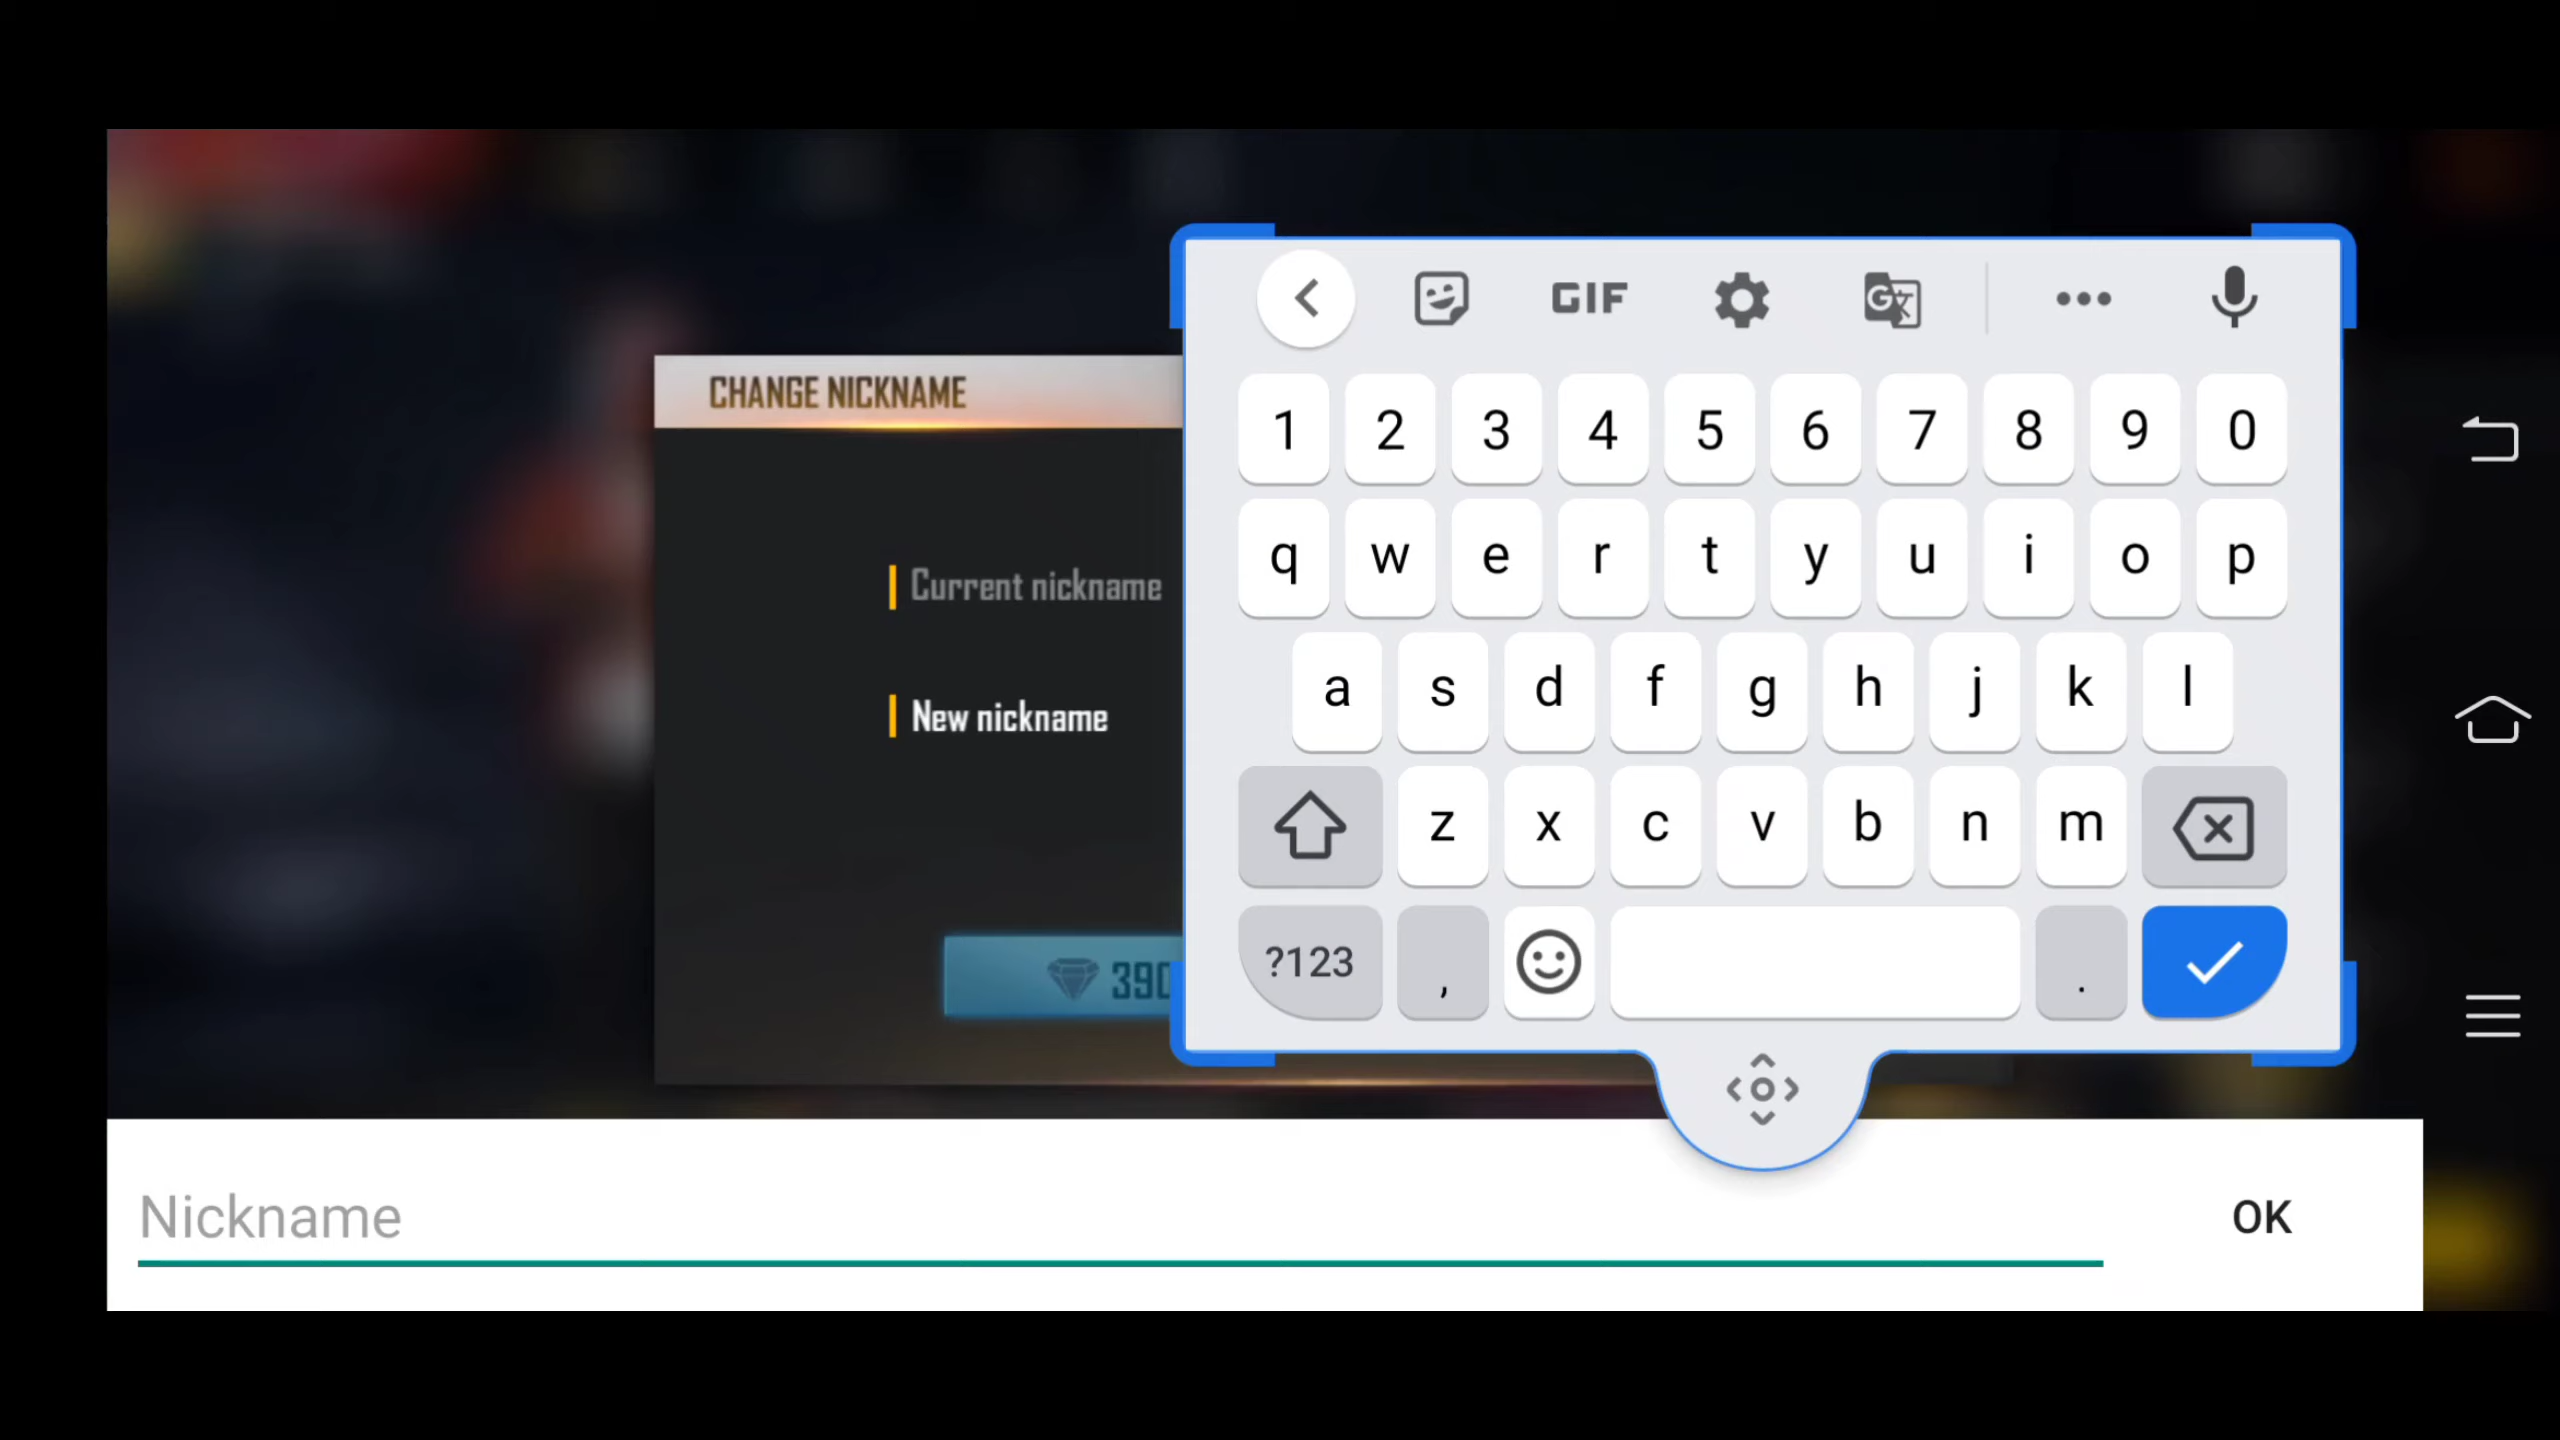 CHANGE NICKNAME
Current nickname
New nickname
390
GIF
1 2 3 4 5 6 7 8 9 0
q w e r t y u i o p
a s d f g h j k l
z x c v b n m
?123 , .
Nickname
OK